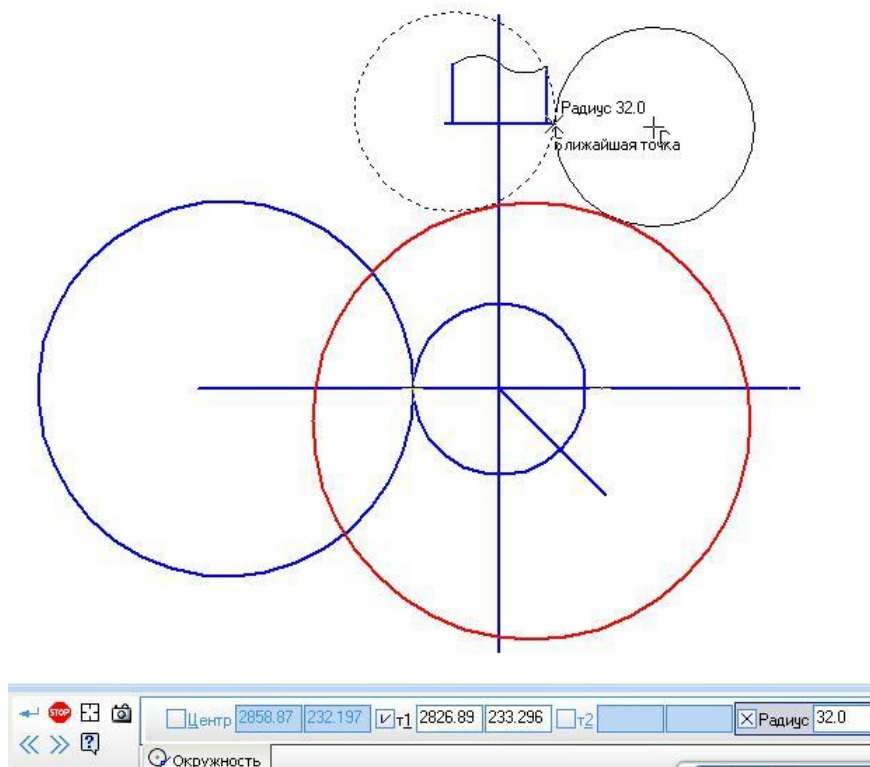 Радиус 32.0
Ближайшая точка
STOP Центр 2858.87 232.197 т1 2826.89 233.296 т2 Радиус 32.0
Окружность